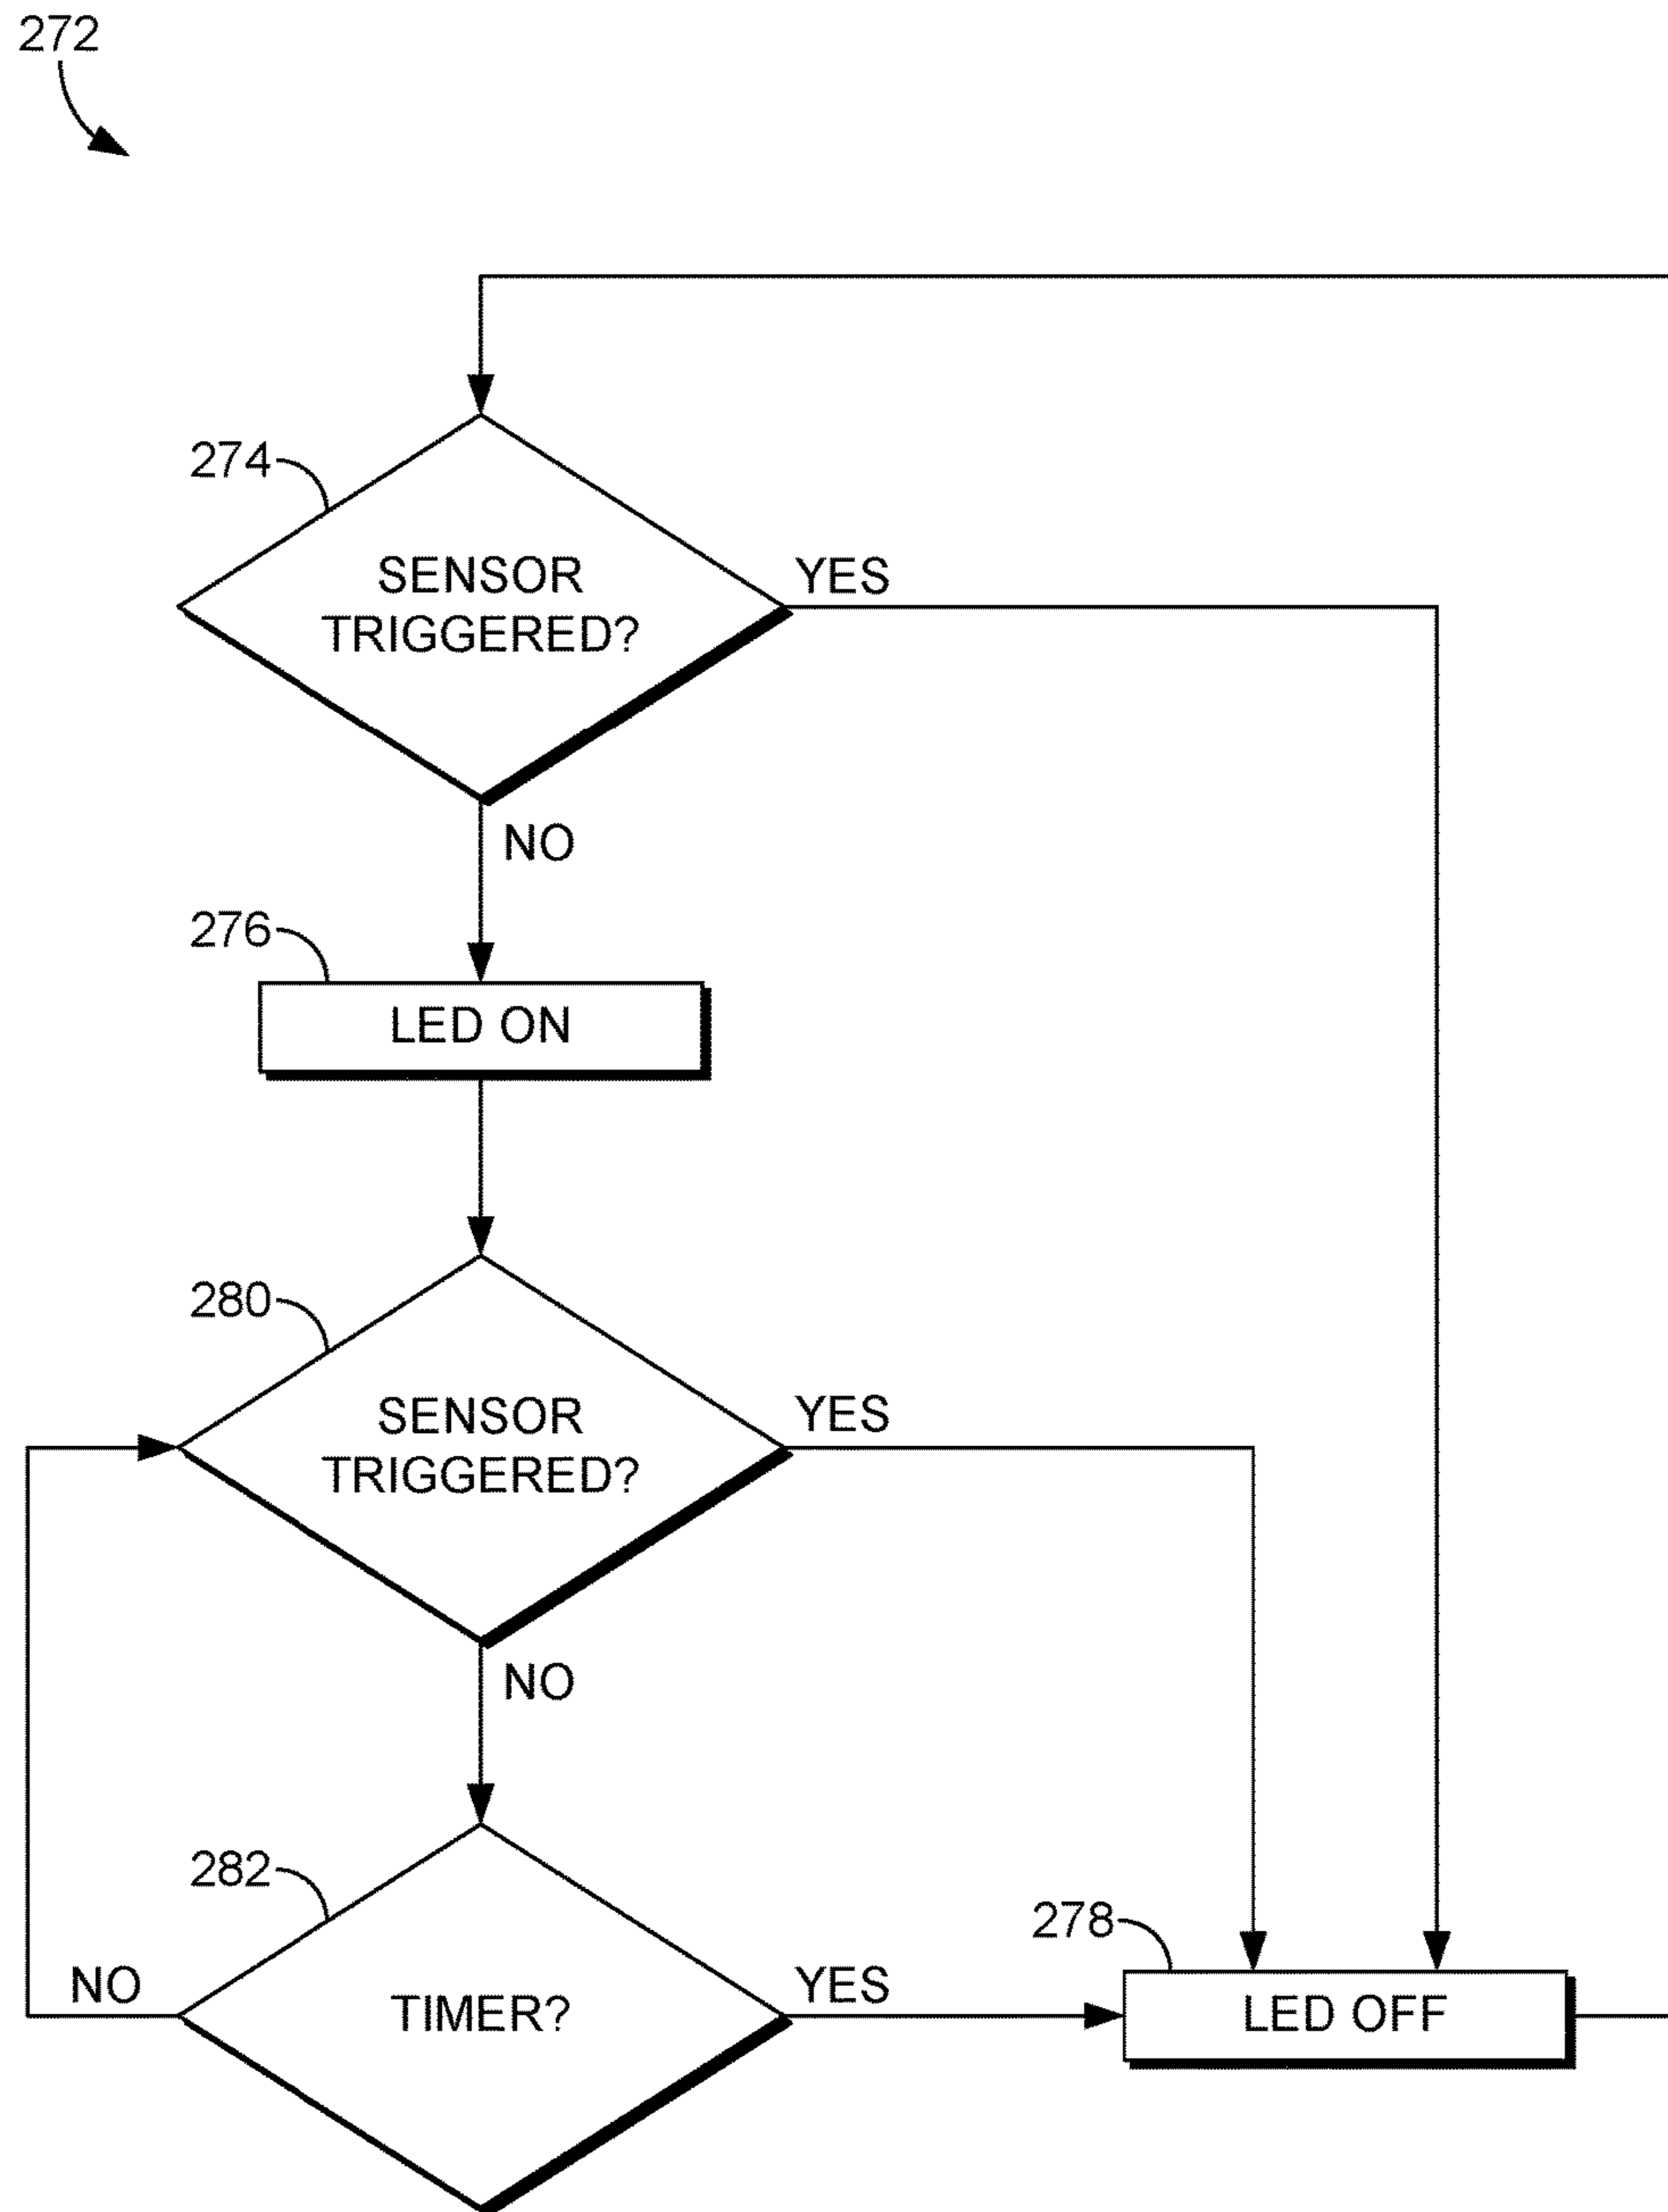 272
274
SENSOR
TRIGGERED?
YES
NO
276
LED ON
280
SENSOR
TRIGGERED?
YES
NO
282
TIMER?
NO
YES
278
LED OFF